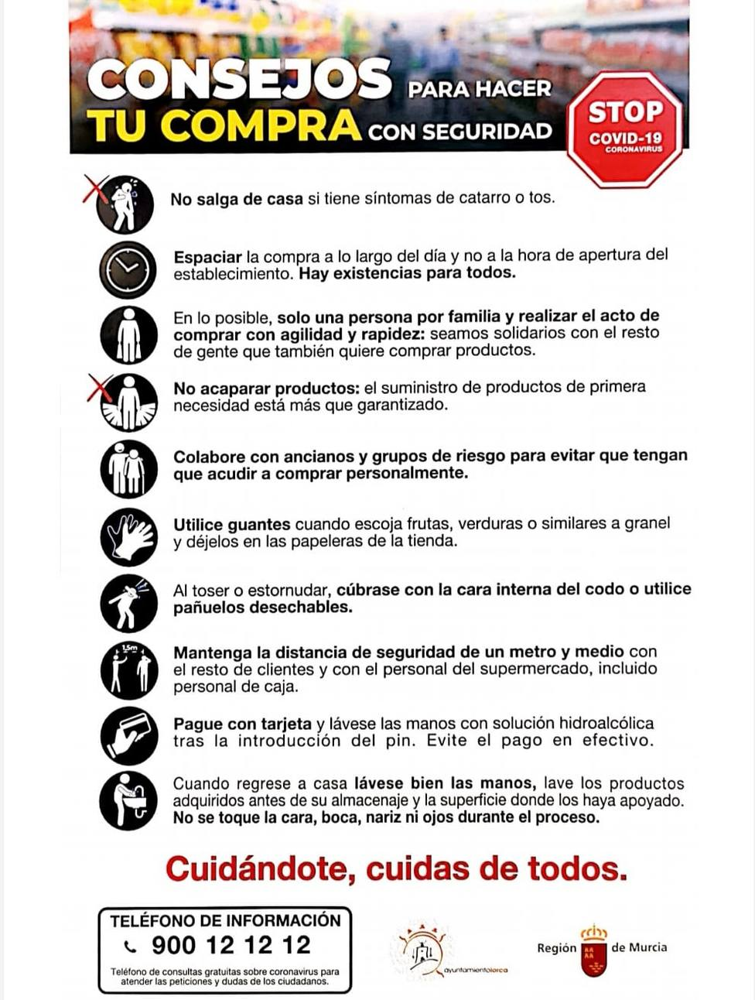 CONSEJOS PARA HACER
TU COMPRA CON SEGURIDAD
STOP
COVID-19
CORONAVIRUS
No salga de casa si tiene síntomas de catarro o tos.
Espaciar la compra a lo largo del día y no a la hora de apertura del
establecimiento. Hay existencias para todos.
En lo posible, solo una persona por familia y realizar el acto de
comprar con agilidad y rapidez: seamos solidarios con el resto
de gente que también quiere comprar productos.
No acaparar productos: el suministro de productos de primera
necesidad está más que garantizado.
Colabore con ancianos y grupos de riesgo para evitar que tengan
que acudir a comprar personalmente.
Utilice guantes cuando escoja frutas, verduras o similares a granel
y déjelos en las papeleras de la tienda.
Al toser o estornudar, cúbrase con la cara interna del codo o utilice
pañuelos desechables.
1,5m
Mantenga la distancia de seguridad de un metro y medio con
el resto de clientes y con el personal del supermercado, incluido
personal de caja.
Pague con tarjeta y lávese las manos con solución hidroalcólica
tras la introducción del pin. Evite el pago en efectivo.
Cuando regrese a casa lávese bien las manos, lave los productos
adquiridos antes de su almacenaje y la superficie donde los haya apoyado.
No se toque la cara, boca, nariz ni ojos durante el proceso.
Cuidándote, cuidas de todos.
TELÉFONO DE INFORMACIÓN
900 12 12 12
Teléfono de consultas gratuitas sobre coronavirus para
atender las peticiones y dudas de los ciudadanos.
ayuntamientolorca
Región de Murcia